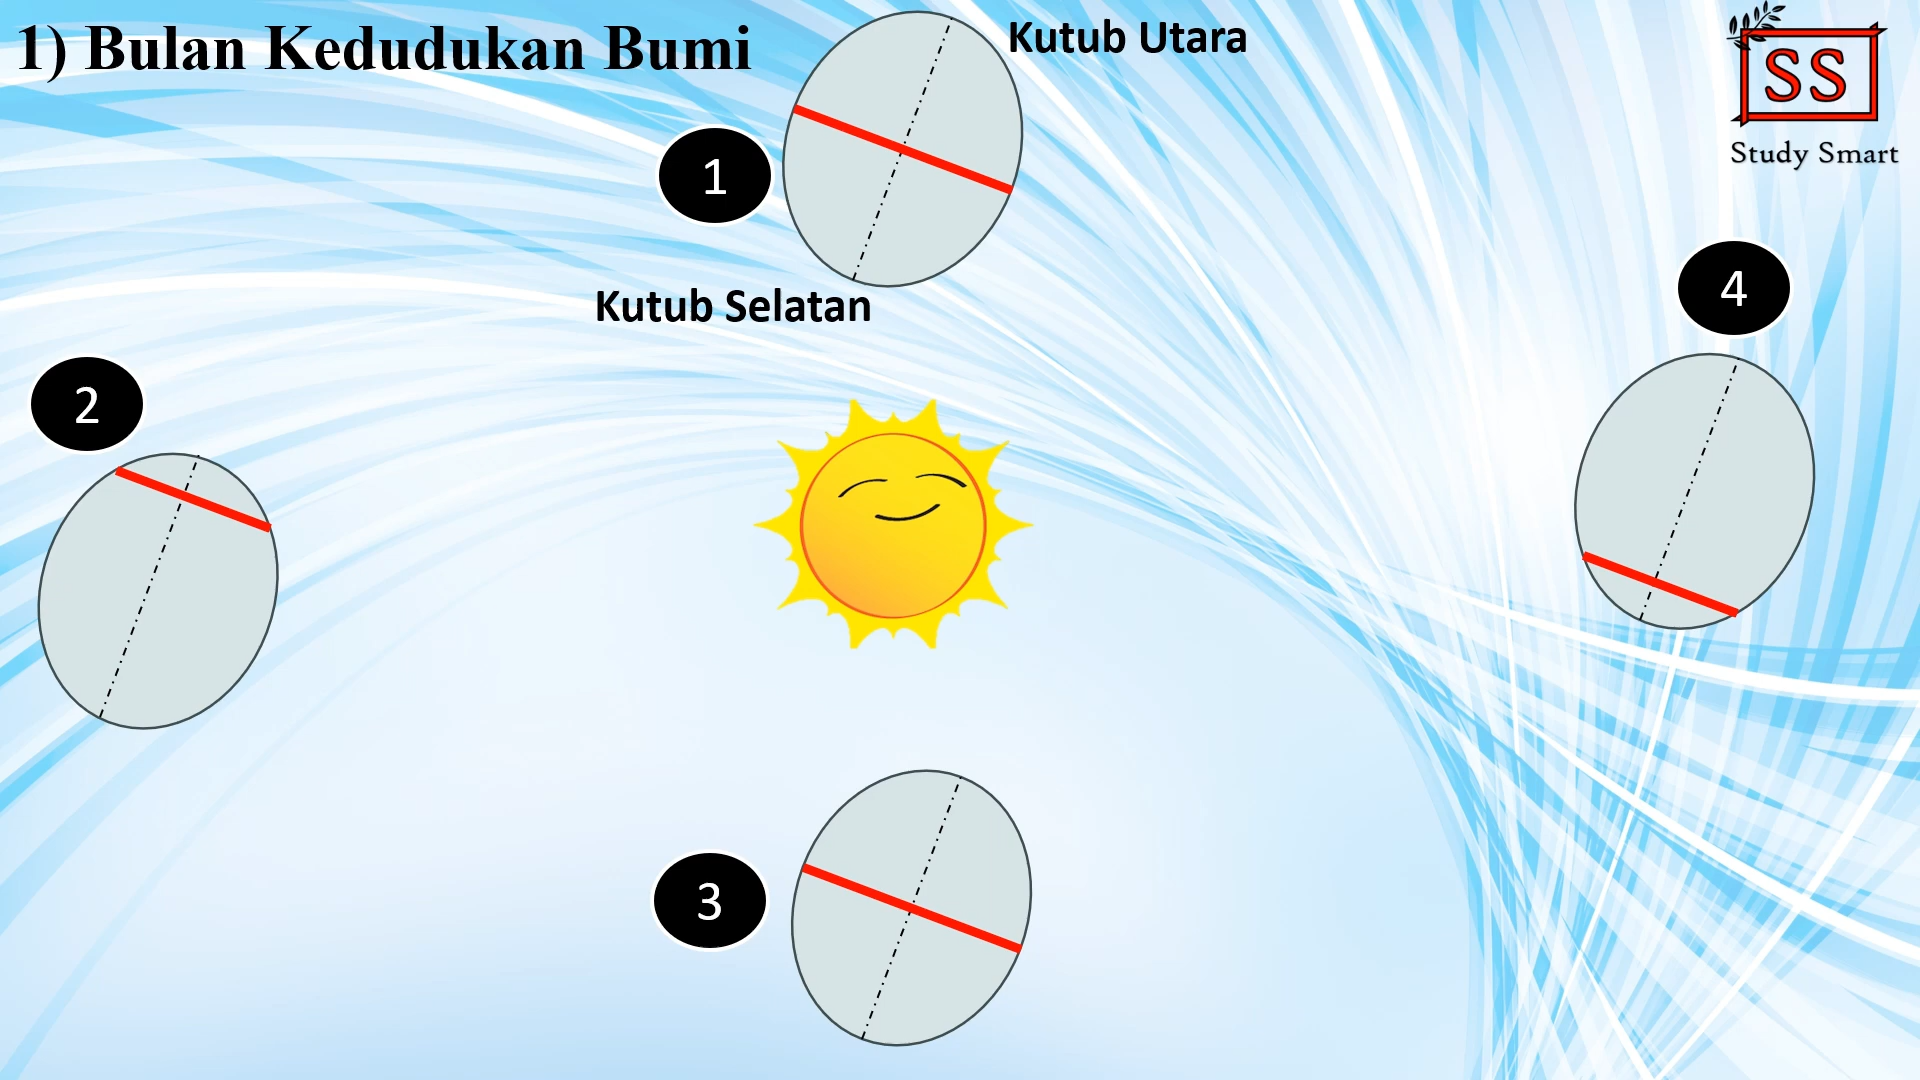 1) Bulan Kedudukan Bumi
Kutub Utara
SS
Study Smart
1
4
Kutub Selatan
2
3